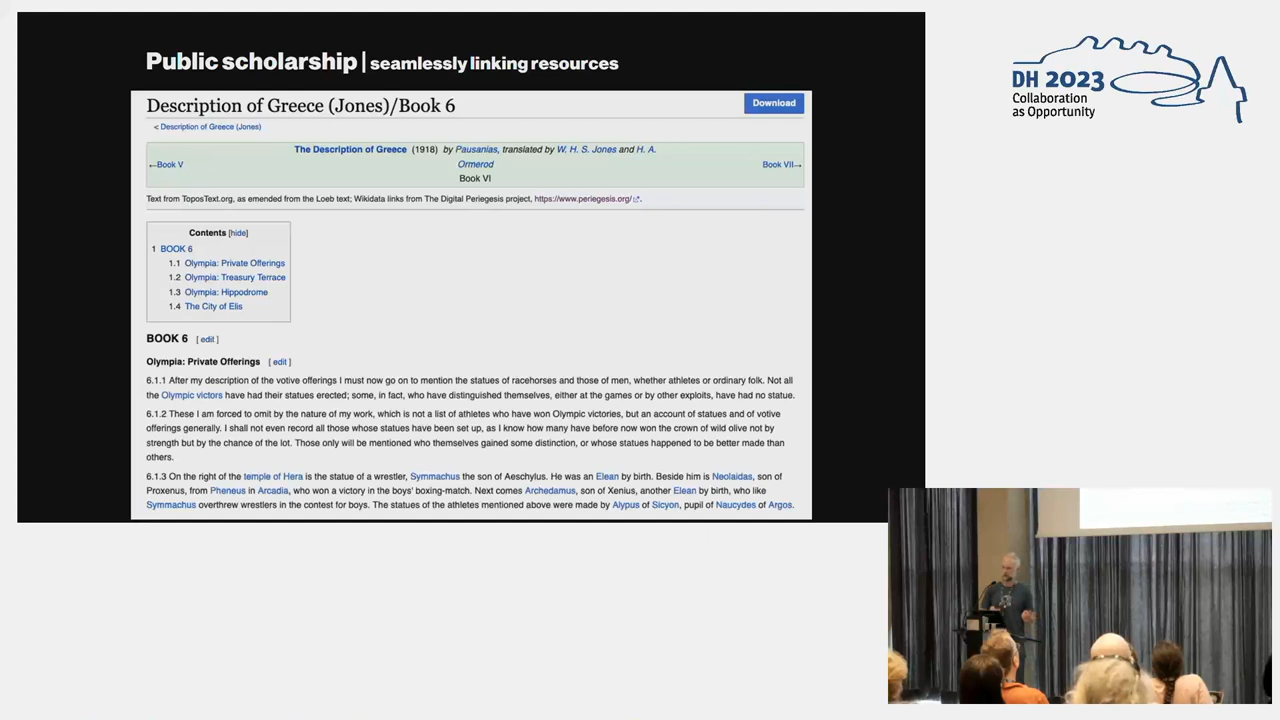 Public scholarship | seamlessly linking resources
Description of Greece (Jones)/Book 6
Download
< Description of Greece (Jones)
The Description of Greece (1918) by Pausanias, translated by W. H. S. Jones and H. A.
←Book V
Ormerod
Book VII→
Book VI
Text from ToposText.org, as emended from the Loeb text; Wikidata links from The Digital Periegesis project, https://www.periegesis.org/.
Contents [hide]
1 BOOK 6
1.1 Olympia: Private Offerings
1.2 Olympia: Treasury Terrace
1.3 Olympia: Hippodrome
1.4 The City of Elis
BOOK 6 [ edit ]
Olympia: Private Offerings [ edit ]
6.1.1 After my description of the votive offerings I must now go on to mention the statues of racehorses and those of men, whether athletes or ordinary folk. Not all
the Olympic victors have had their statues erected; some, in fact, who have distinguished themselves, either at the games or by other exploits, have had no statue.
6.1.2 These I am forced to omit by the nature of my work, which is not a list of athletes who have won Olympic victories, but an account of statues and of votive
offerings generally. I shall not even record all those whose statues have been set up, as I know how many have before now won the crown of wild olive not by
strength but by the chance of the lot. Those only will be mentioned who themselves gained some distinction, or whose statues happened to be better made than
others.
6.1.3 On the right of the temple of Hera is the statue of a wrestler, Symmachus the son of Aeschylus. He was an Elean by birth. Beside him is Neolaidas, son of
Proxenus, from Pheneus in Arcadia, who won a victory in the boys' boxing-match. Next comes Archedamus, son of Xenius, another Elean by birth, who like
Symmachus overthrew wrestlers in the contest for boys. The statues of the athletes mentioned above were made by Alypus of Sicyon, pupil of Naucydes of Argos.
DH 2023
Collaboration
as Opportunity